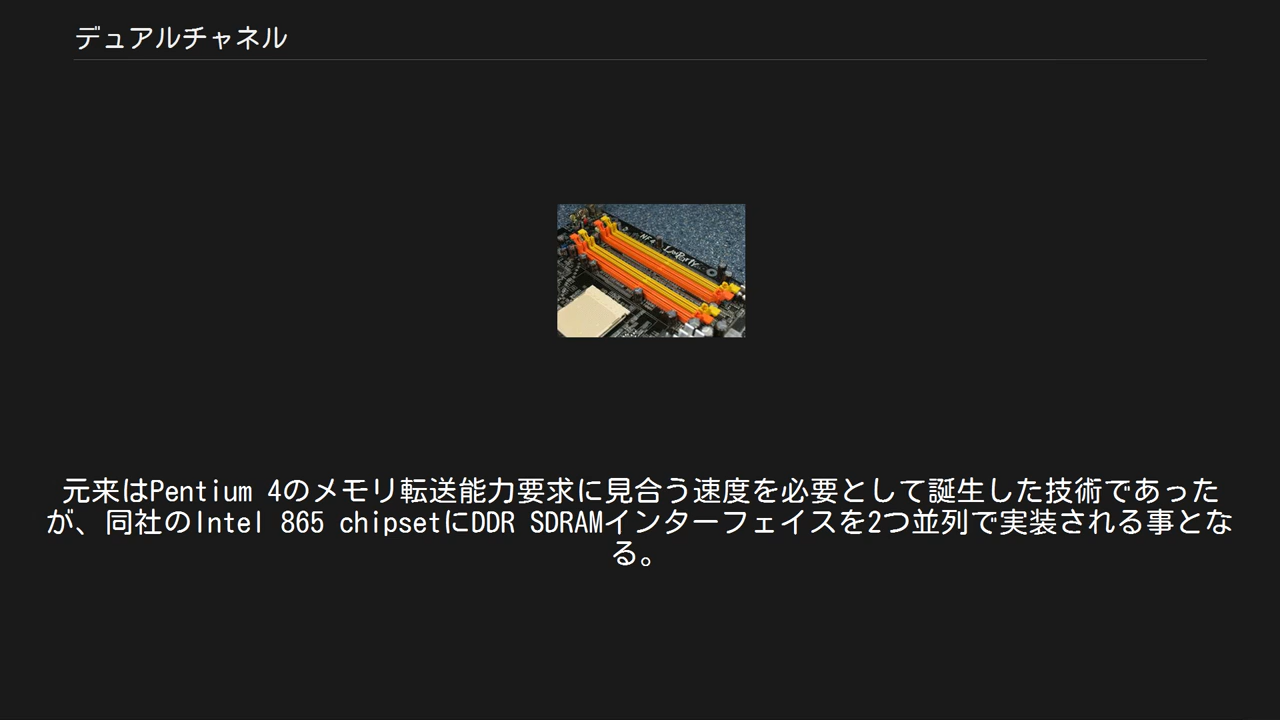 デュアルチャネル
NF4 LanParty
元来はPentium 4のメモリ転送能力要求に見合う速度を必要として誕生した技術であった
が、同社のIntel 865 chipsetにDDR SDRAMインターフェイスを2つ並列で実装される事とな
る。